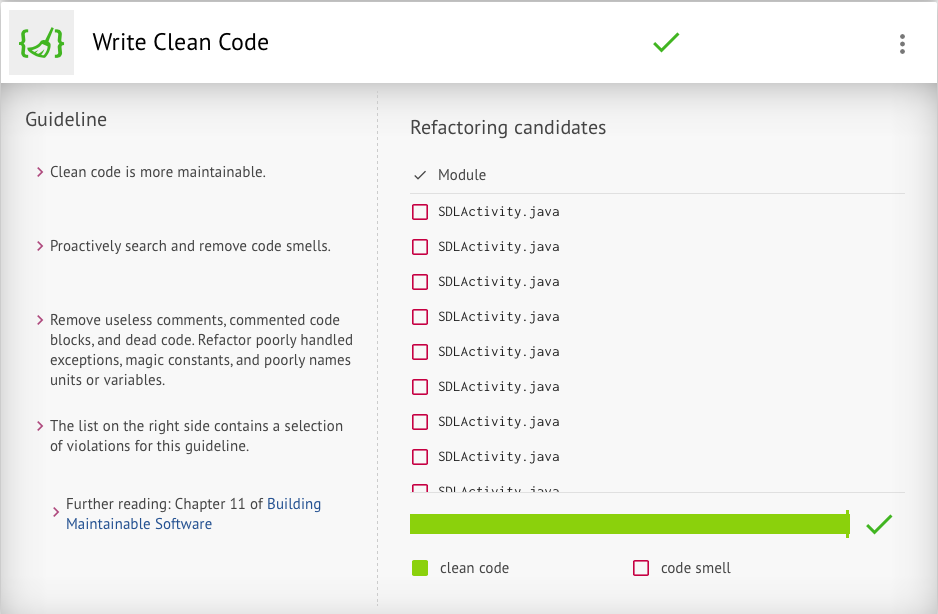 Write Clean Code
Guideline
Clean code is more maintainable.
Proactively search and remove code smells.
Remove useless comments, commented code
blocks, and dead code. Refactor poorly handled
exceptions, magic constants, and poorly names
units or variables.
The list on the right side contains a selection
of violations for this guideline.
Further reading: Chapter 11 of Building
Maintainable Software
Refactoring candidates
Module
SDLActivity.java
SDLActivity.java
SDLActivity.java
SDLActivity.java
SDLActivity.java
SDLActivity.java
SDLActivity.java
SDLActivity.java
SDLActivity.java
clean code
code smell